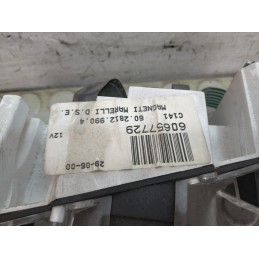 60657729
C141
60.2812.990.4
MAGNETI MARELLI D.S.E.
12V
29-06-00